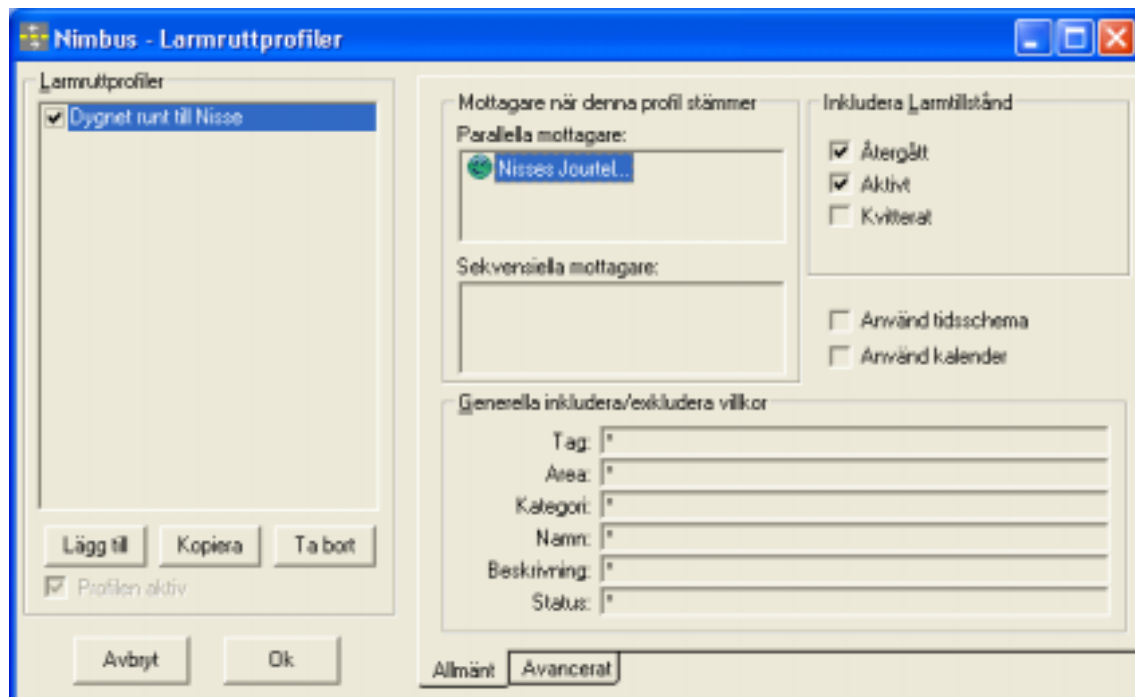 Nimbus - Larmruttprofiler
Larmruttprofiler
Dygnet runt till Nisse
Lägg till
Kopiera
Ta bort
Profilen aktiv
Avbryt
Ok
Mottagare när denna profil stämmer
Parallella mottagare:
Nisses Jourtel...
Sekvensiella mottagare:
Inkludera Larmtillstånd
Återgått
Aktivt
Kvitterat
Använd tidsschema
Använd kalender
Generella inkludera/exkludera villkor
Tag: *
Area: *
Kategori: *
Namn: *
Beskrivning: *
Status: *
Allmänt
Avancerat